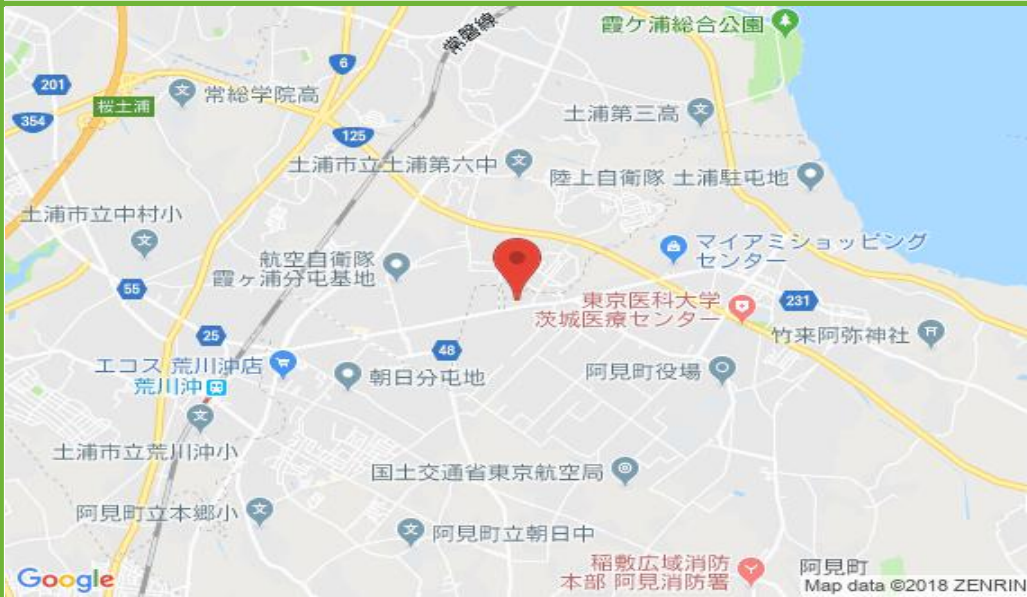 霞ケ浦総合公園
常磐線
6
201
常総学院高
桜土浦
354
土浦第三高
125
土浦市立土浦第六中
陸上自衛隊 土浦駐屯地
土浦市立中村小
マイアミショッピング
センター
航空自衛隊
霞ヶ浦分屯基地
55
東京医科大学
茨城医療センター
231
25
竹来阿弥神社
48
エコス 荒川沖店
荒川沖
朝日分屯地
阿見町役場
土浦市立荒川沖小
国土交通省東京航空局
阿見町立本郷小
阿見町立朝日中
稲敷広域消防
本部 阿見消防署
阿見町
Google
Map data ©2018 ZENRIN